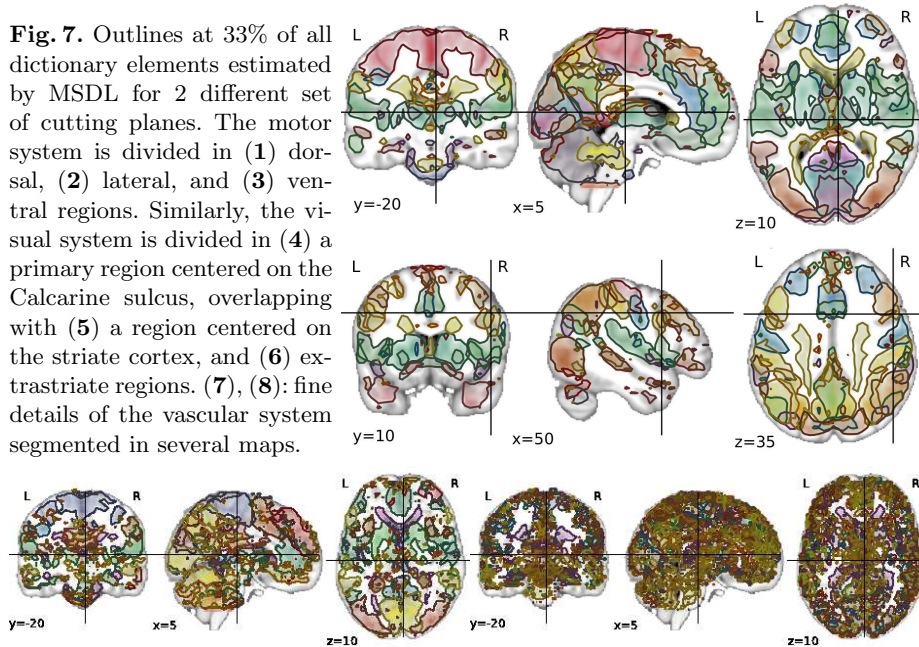 Fig. 7. Outlines at 33% of all
dictionary elements estimated
by MSDL for 2 different set
of cutting planes. The motor
system is divided in (1) dor-
sal, (2) lateral, and (3) ven-
tral regions. Similarly, the vi-
sual system is divided in (4) a
primary region centered on the
Calcarine sulcus, overlapping
with (5) a region centered on
the striate cortex, and (6) ex-
trastriate regions. (7), (8): fine
details of the vascular system
segmented in several maps.
L R L R
y=-20 x=5 z=10
L R L R
y=10 x=50 z=35
L R L R L R L R
y=-20 x=5 z=10 y=-20 x=5 z=10